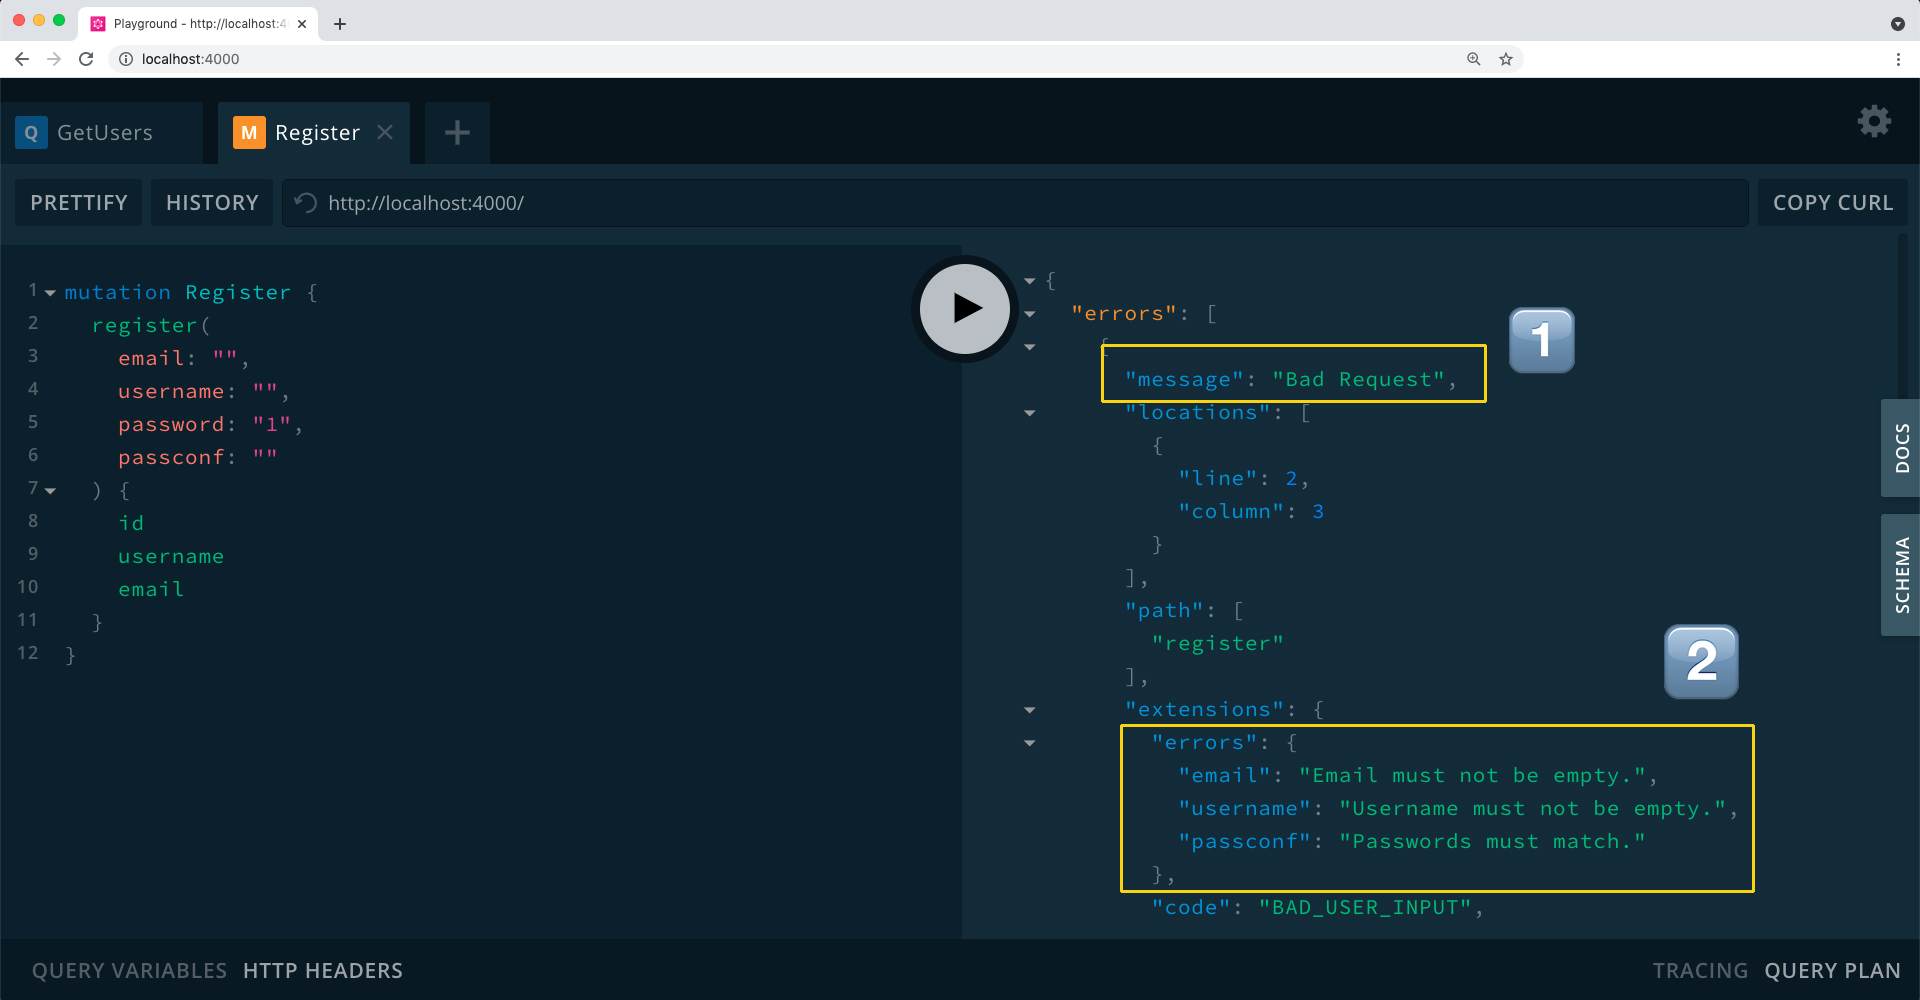 Playground - http://localhost:4
localhost:4000
Q GetUsers
M Register
PRETTIFY
HISTORY
http://localhost:4000/
COPY CURL
1 mutation Register {
2 register(
3 email: "",
4 username: "",
5 password: "1",
6 passconf: ""
7 ) {
8 id
9 username
10 email
11 }
12 }
{
"errors": [
{
"message": "Bad Request",
"locations": [
{
"line": 2,
"column": 3
}
],
"path": [
"register"
],
"extensions": {
"errors": {
"email": "Email must not be empty.",
"username": "Username must not be empty.",
"passconf": "Passwords must match."
},
"code": "BAD_USER_INPUT",
1
2
DOCS
SCHEMA
QUERY VARIABLES
HTTP HEADERS
TRACING
QUERY PLAN